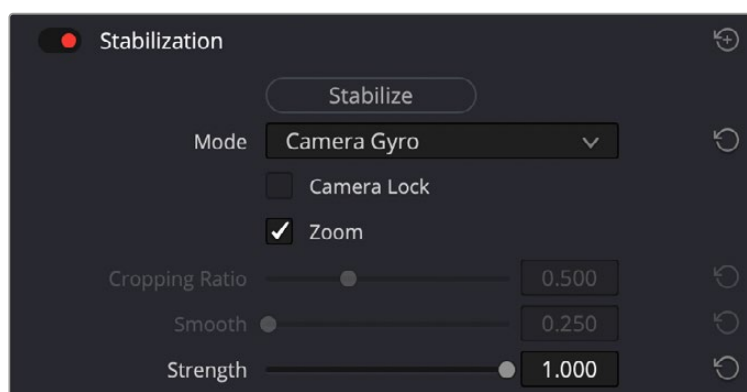 Stabilization
Stabilize
Mode Camera Gyro
Camera Lock
Zoom
Cropping Ratio 0.500
Smooth 0.250
Strength 1.000